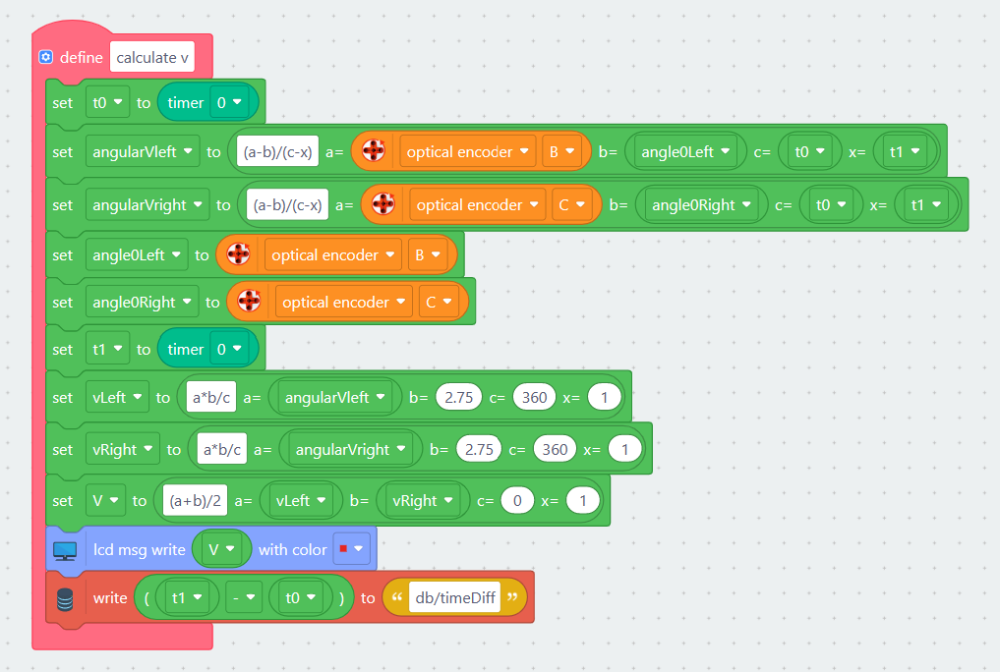 define calculate v
set t0 to timer 0
set angularVleft to (a-b)/(c-x) a= optical encoder B b= angle0Left c= t0 x= t1
set angularVright to (a-b)/(c-x) a= optical encoder C b= angle0Right c= t0 x= t1
set angle0Left to optical encoder B
set angle0Right to optical encoder C
set t1 to timer 0
set vLeft to a*b/c a= angularVleft b= 2.75 c= 360 x= 1
set vRight to a*b/c a= angularVright b= 2.75 c= 360 x= 1
set V to (a+b)/2 a= vLeft b= vRight c= 0 x= 1
lcd msg write V with color
write ( t1 - t0 ) to “ db/timeDiff ”